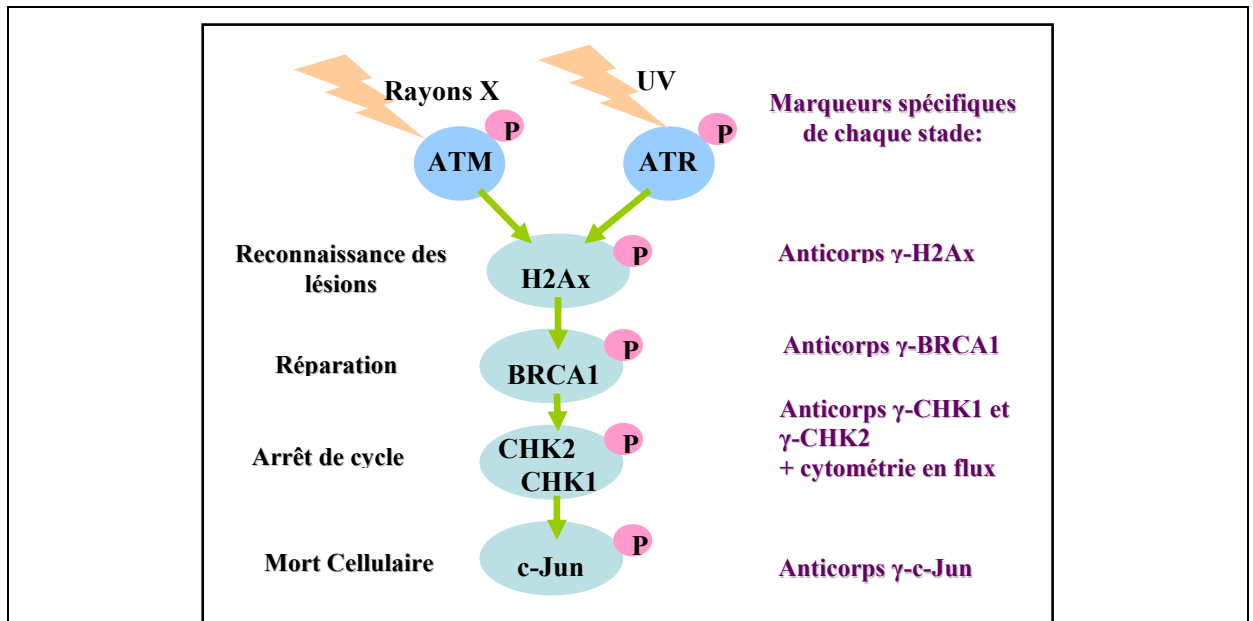 Rayons X
UV
Marqueurs spécifiques
de chaque stade:
P
P
ATM
ATR
Reconnaissance des
lésions
P
H2Ax
Anticorps γ-H2Ax
Réparation
P
BRCA1
Anticorps γ-BRCA1
Arrêt de cycle
P
CHK2
CHK1
Anticorps γ-CHK1 et
γ-CHK2
+ cytométrie en flux
Mort Cellulaire
P
c-Jun
Anticorps γ-c-Jun